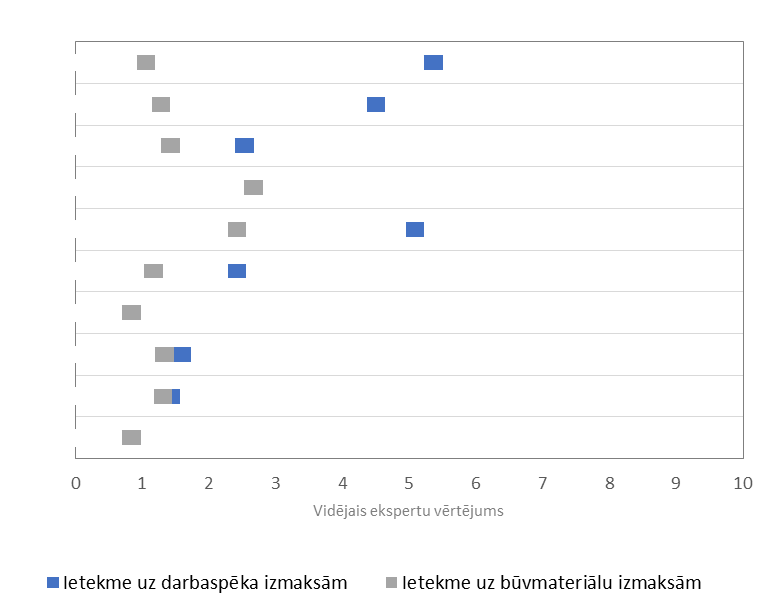 0 1 2 3 4 5 6 7 8 9 10
Vidējais ekspertu vērtējums
Ietekme uz darbaspēka izmaksām Ietekme uz būvmateriālu izmaksām